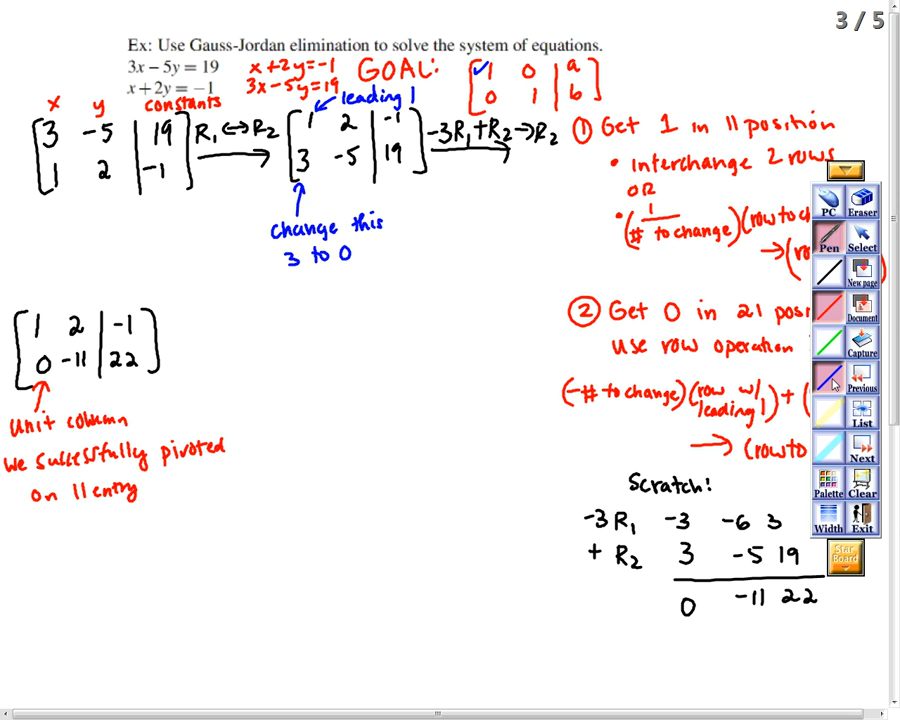 3 / 5
Ex: Use Gauss-Jordan elimination to solve the system of equations.
3x − 5y = 19
x + 2y = −1
x+2y=-1
3x-5y=19
GOAL:
1 0 | a
0 1 | b
x y constants
3 -5 | 19
1 2 | -1
R1 ↔ R2
leading 1
1 2 | -1
3 -5 | 19
-3R1+R2→R2
change this
3 to 0
① Get 1 in 11 position
• interchange 2 rows
OR
• (1/# to change)(row to ch
→(ro
1 2 | -1
0 -11 | 22
unit column
we successfully pivoted
on 11 entry
② Get 0 in 21 posi
use row operation
(-# to change)(row w/ leading 1) + (
→ (row to
Scratch!
-3R1 -3 -6 3
+ R2 3 -5 19
0 -11 22
PC
Eraser
Pen
Select
New page
Document
Capture
Previous
List
Next
Palette
Clear
Width
Exit
Star
Board